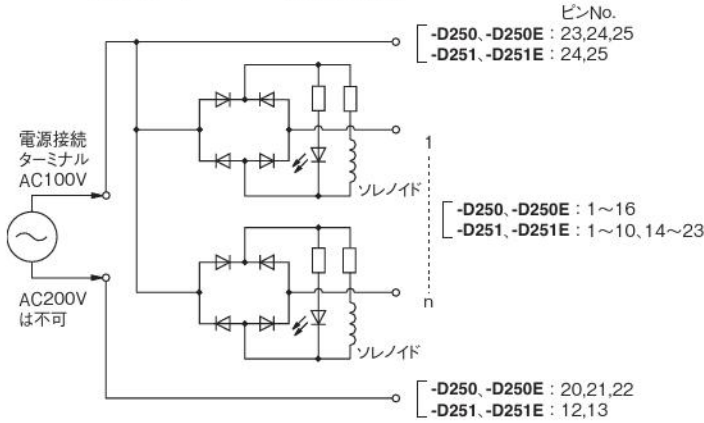 ピンNo.
-D250、-D250E：23,24,25
-D251、-D251E：24,25
電源接続
ターミナル
AC100V
1
ソレノイド
-D250、-D250E：1～16
-D251、-D251E：1～10、14～23
AC200V
は不可
n
ソレノイド
-D250、-D250E：20,21,22
-D251、-D251E：12,13